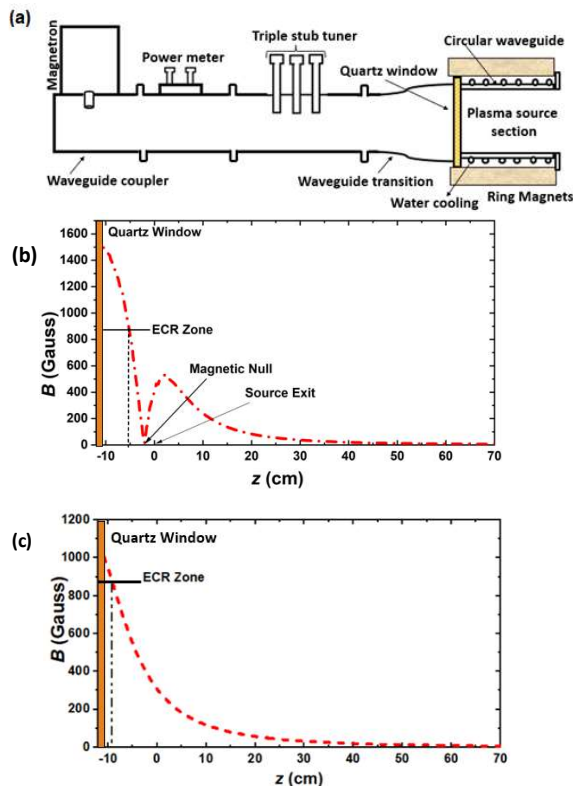 (a)
Magnetron
Power meter
Triple stub tuner
Circular waveguide
Quartz window
Plasma source
section
Waveguide coupler
Waveguide transition
Water cooling
Ring Magnets
(b)
B (Gauss)
1600
1400
1200
1000
800
600
400
200
0
Quartz Window
ECR Zone
Magnetic Null
Source Exit
-10 0 10 20 30 40 50 60 70
z (cm)
(c)
B (Gauss)
1200
1000
800
600
400
200
0
Quartz Window
ECR Zone
-10 0 10 20 30 40 50 60 70
z (cm)